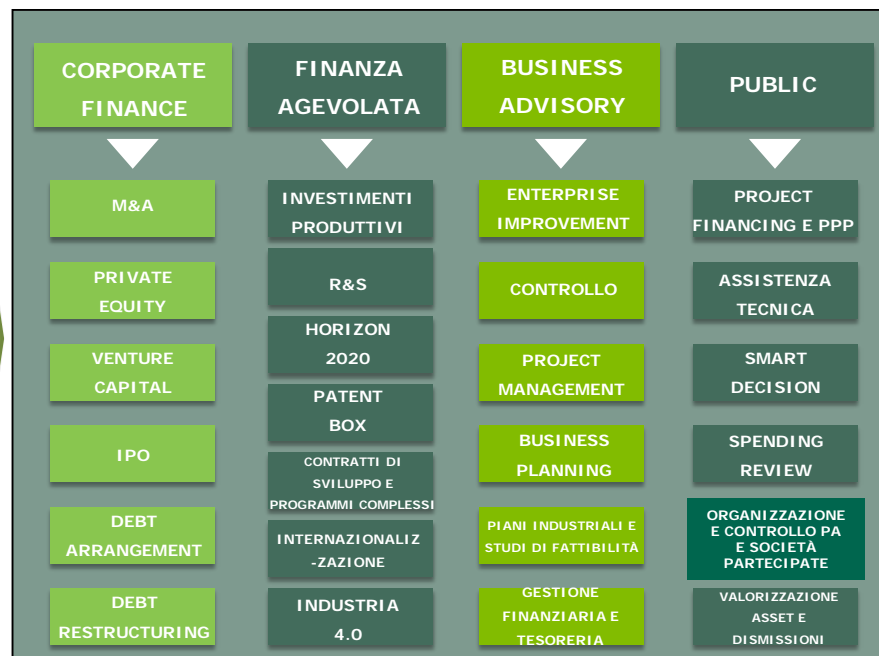 CORPORATE
FINANCE
M&A
PRIVATE
EQUITY
VENTURE
CAPITAL
IPO
DEBT
ARRANGEMENT
DEBT
RESTRUCTURING
FINANZA
AGEVOLATA
INVESTIMENTI
PRODUTTIVI
R&S
HORIZON
2020
PATENT
BOX
CONTRATTI DI
SVILUPPO E
PROGRAMMI COMPLESSI
INTERNAZIONALIZ
-ZAZIONE
INDUSTRIA
4.0
BUSINESS
ADVISORY
ENTERPRISE
IMPROVEMENT
CONTROLLO
PROJECT
MANAGEMENT
BUSINESS
PLANNING
PIANI INDUSTRIALI E
STUDI DI FATTIBILITÀ
GESTIONE
FINANZIARIA E
TESORERIA
PUBLIC
PROJECT
FINANCING E PPP
ASSISTENZA
TECNICA
SMART
DECISION
SPENDING
REVIEW
ORGANIZZAZIONE
E CONTROLLO PA
E SOCIETÀ
PARTECIPATE
VALORIZZAZIONE
ASSET E
DISMISSIONI